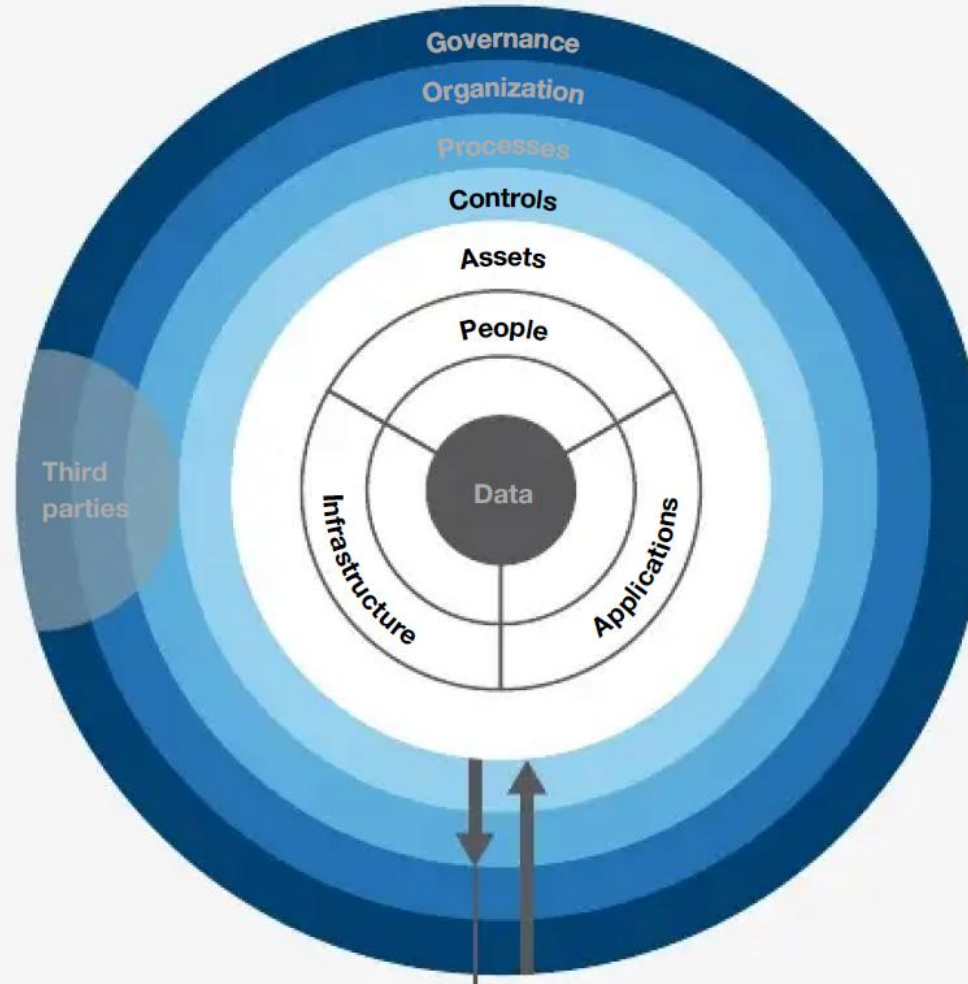 Governance
Organization
Processes
Controls
Assets
People
Third
parties
Data
Infrastructure
Applications